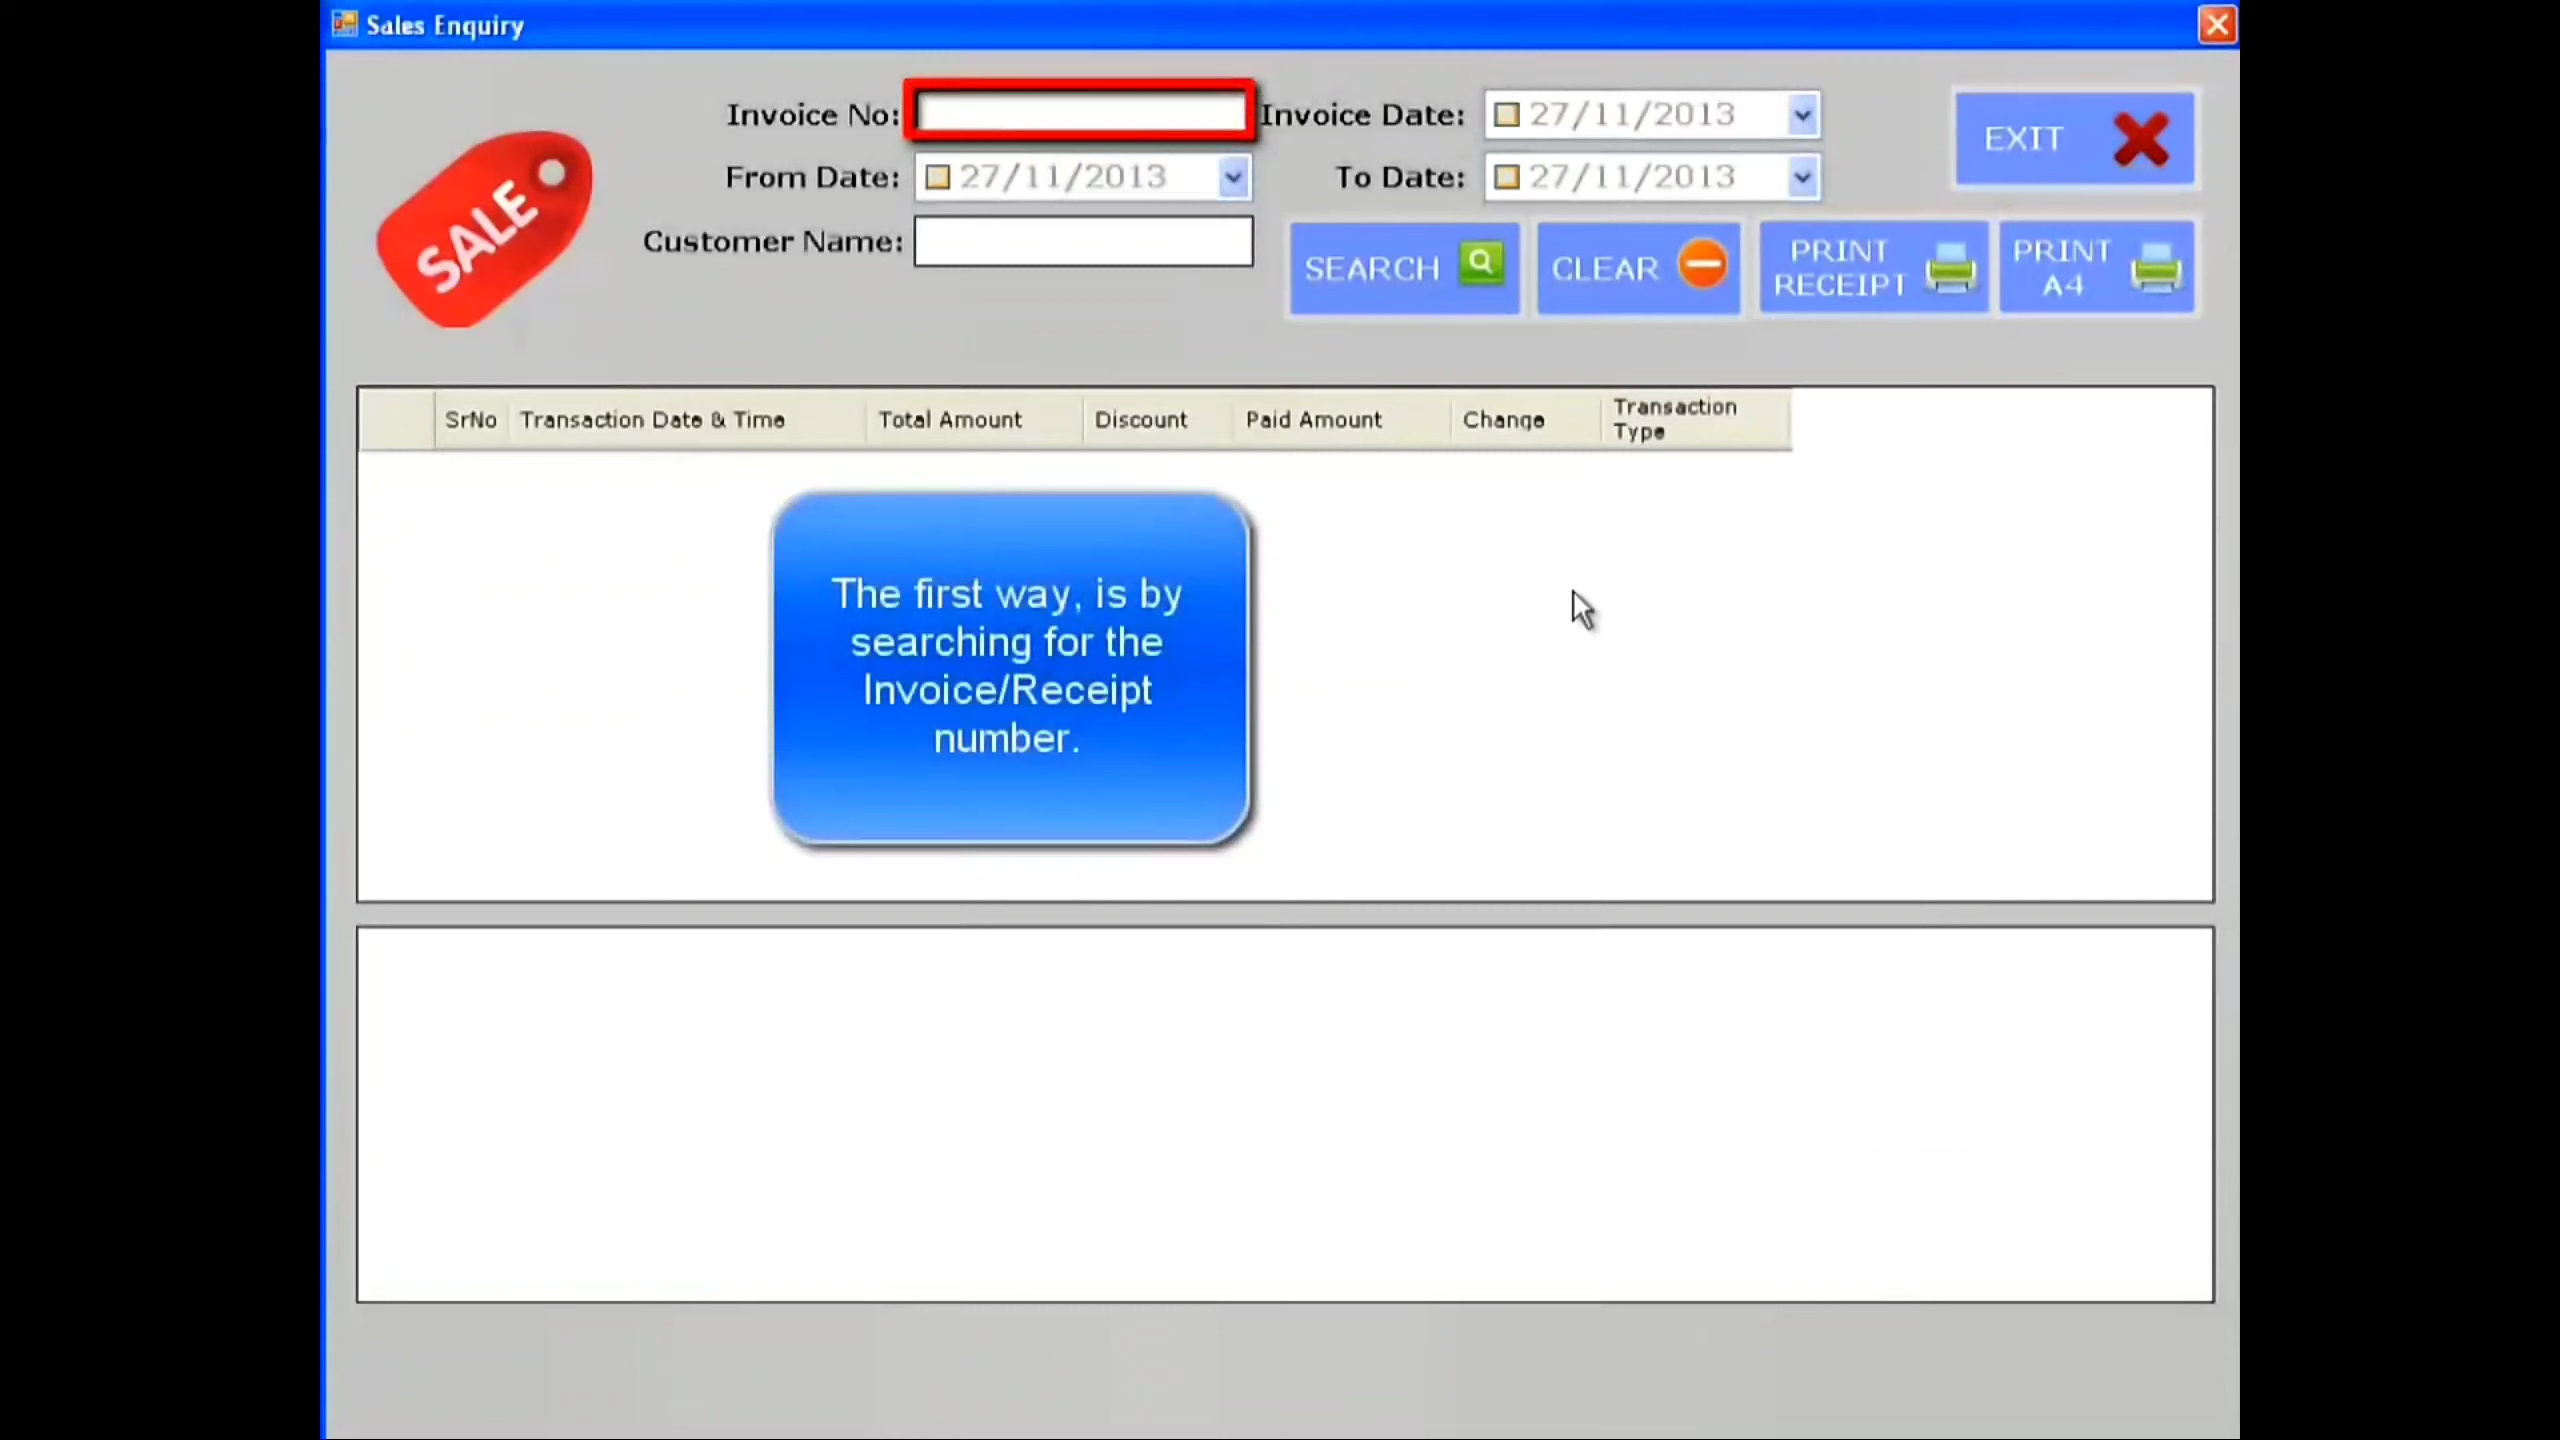 Sales Enquiry
Invoice No:
Invoice Date: 27/11/2013
EXIT
From Date: 27/11/2013
To Date: 27/11/2013
Customer Name:
SEARCH
CLEAR
PRINT
RECEIPT
PRINT
A4
SALE
SrNo Transaction Date & Time Total Amount Discount Paid Amount Change Transaction
Type
The first way, is by
searching for the
Invoice/Receipt
number.